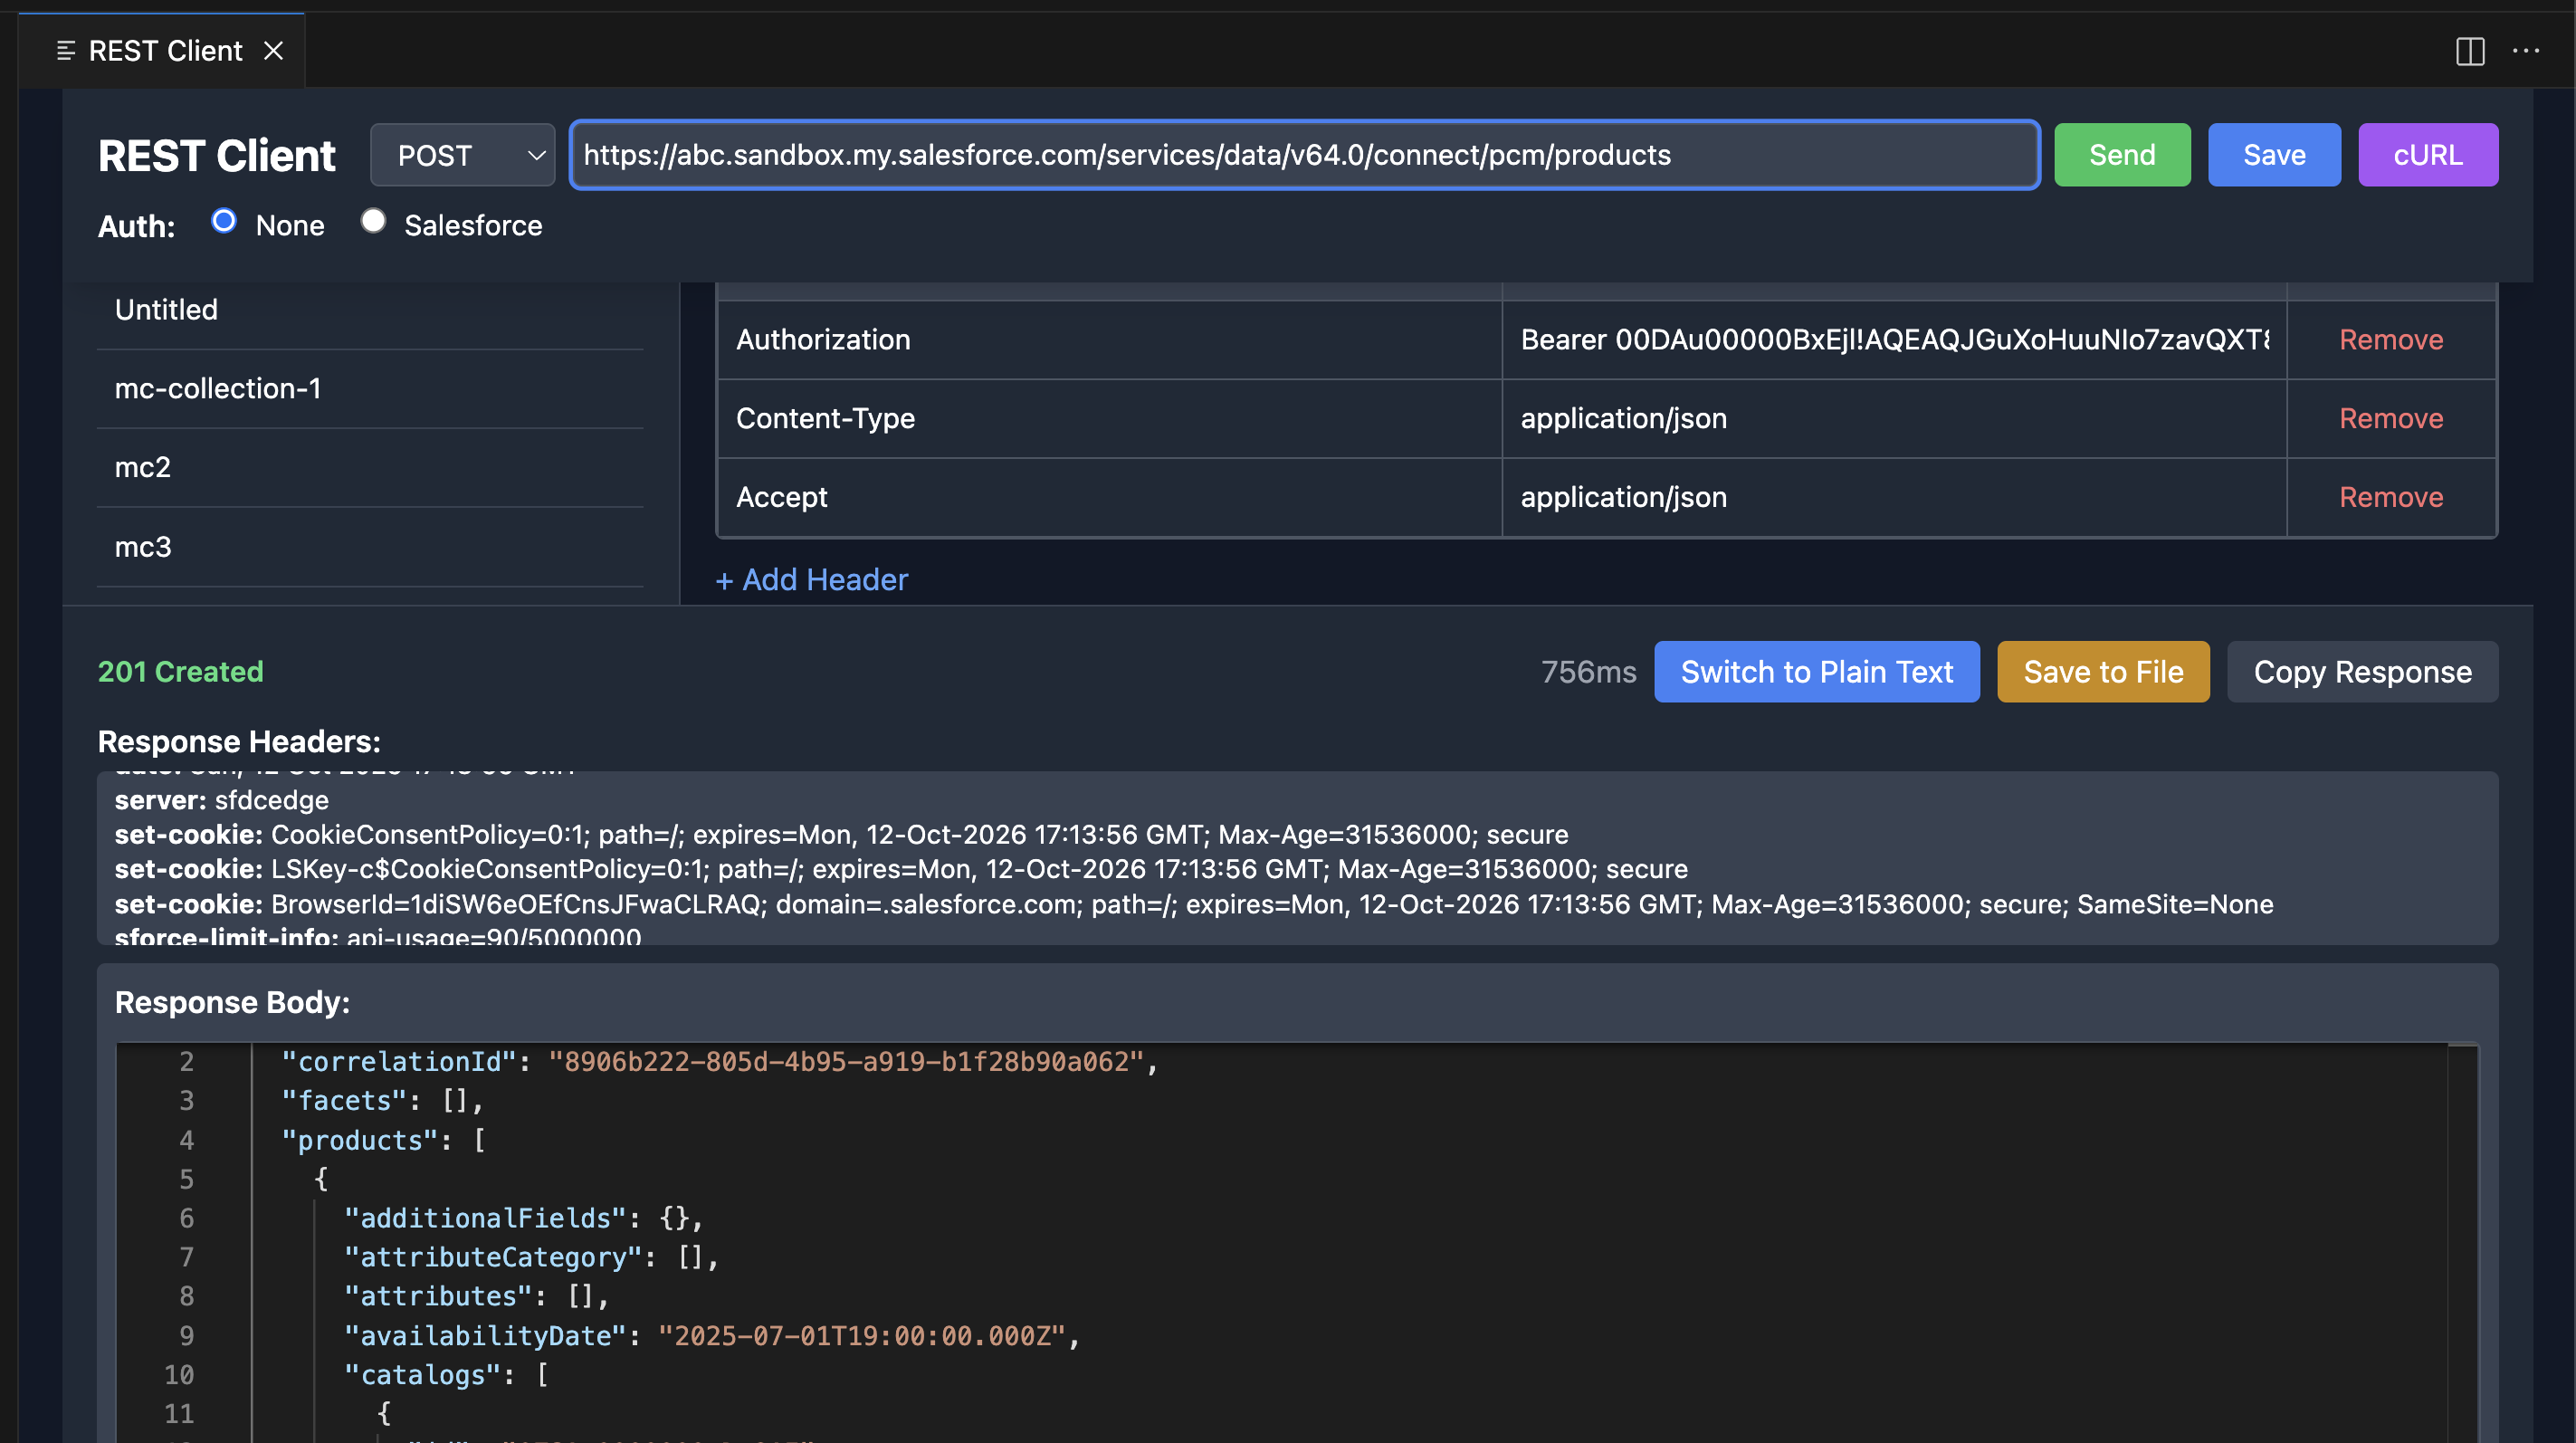 REST Client
REST Client POST https://abc.sandbox.my.salesforce.com/services/data/v64.0/connect/pcm/products Send Save cURL
Auth: None Salesforce
Untitled
mc-collection-1
mc2
mc3
Authorization Bearer 00DAu00000BxEjl!AQEAQJGuXoHuuNIo7zavQXT8 Remove
Content-Type application/json Remove
Accept application/json Remove
+ Add Header
201 Created 756ms Switch to Plain Text Save to File Copy Response
Response Headers:
server: sfdcedge
set-cookie: CookieConsentPolicy=0:1; path=/; expires=Mon, 12-Oct-2026 17:13:56 GMT; Max-Age=31536000; secure
set-cookie: LSKey-c$CookieConsentPolicy=0:1; path=/; expires=Mon, 12-Oct-2026 17:13:56 GMT; Max-Age=31536000; secure
set-cookie: BrowserId=1diSW6eOEfCnsJFwaCLRAQ; domain=.salesforce.com; path=/; expires=Mon, 12-Oct-2026 17:13:56 GMT; Max-Age=31536000; secure; SameSite=None
sforce-limit-info: api-usage=90/5000000
Response Body:
2 "correlationId": "8906b222-805d-4b95-a919-b1f28b90a062",
3 "facets": [],
4 "products": [
5 {
6 "additionalFields": {},
7 "attributeCategory": [],
8 "attributes": [],
9 "availabilityDate": "2025-07-01T19:00:00.000Z",
10 "catalogs": [
11 {